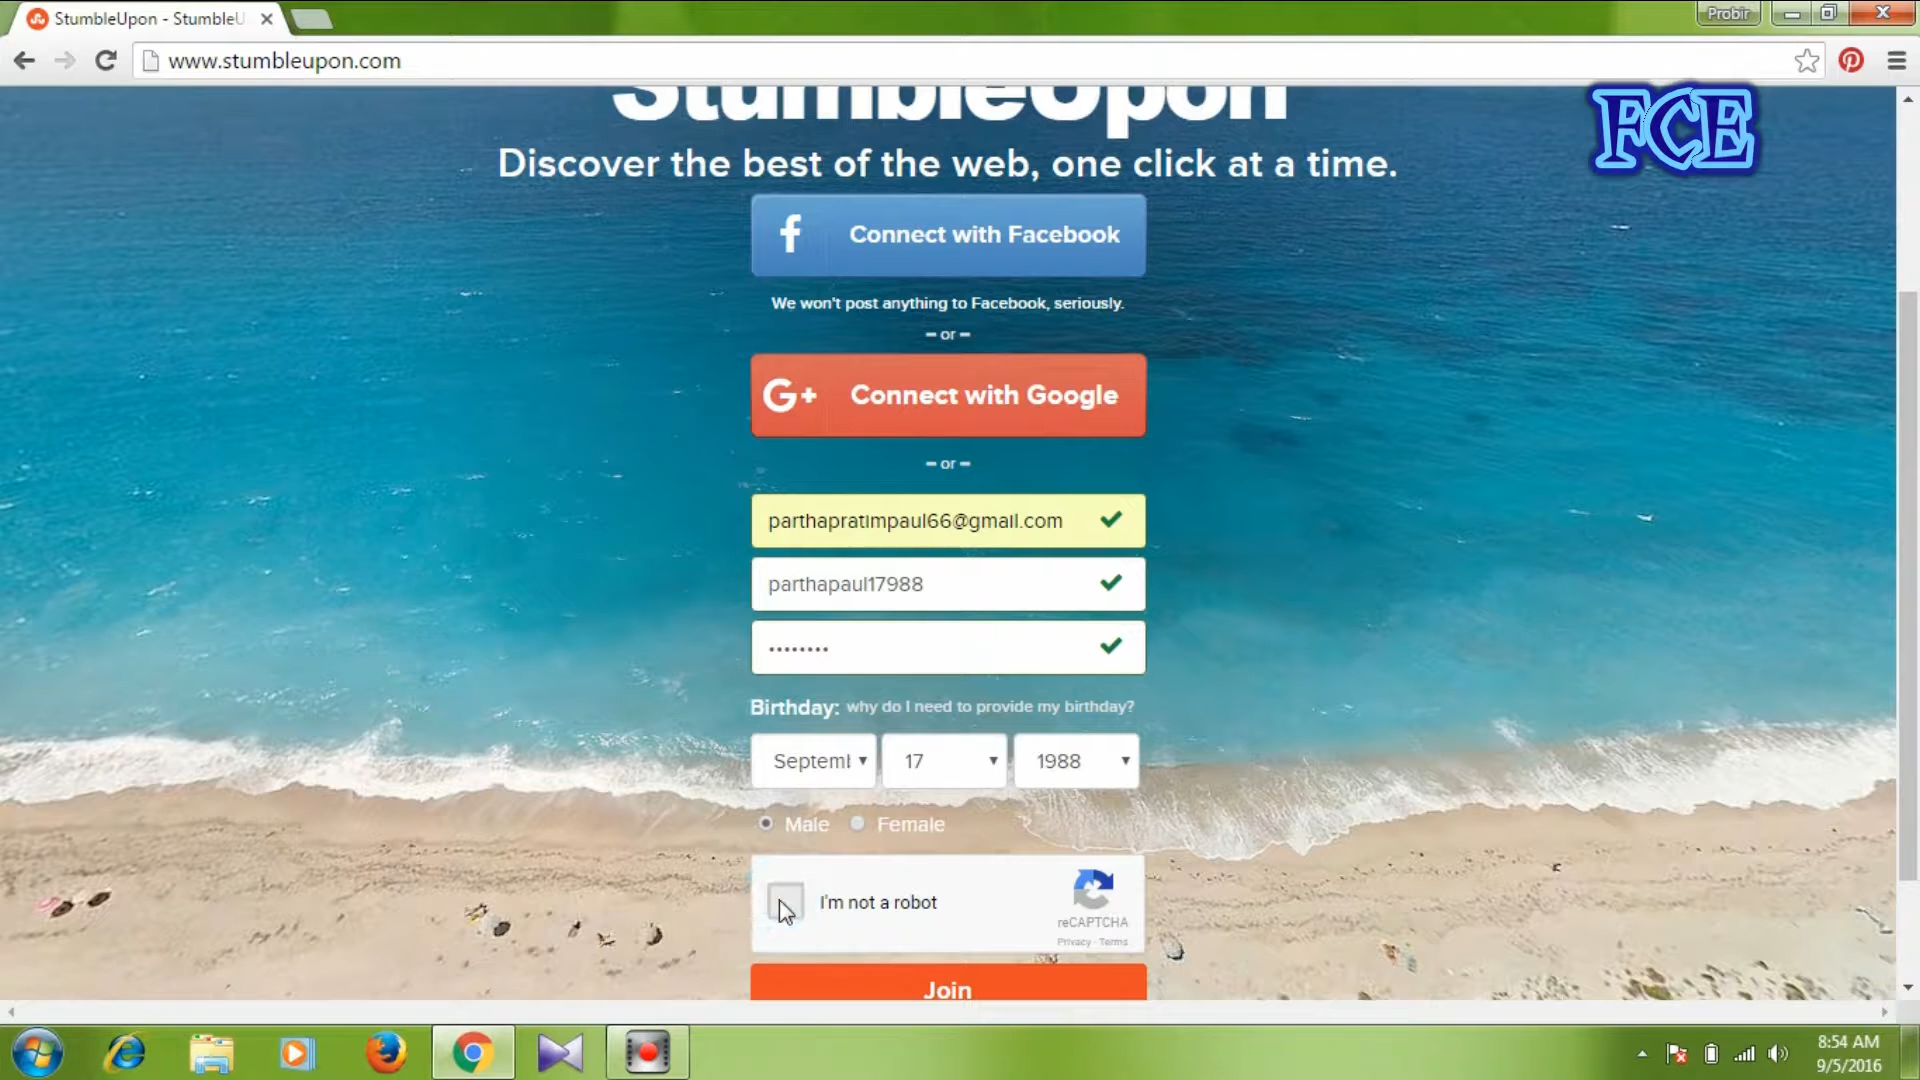 StumbleUpon - StumbleU
Probir
www.stumbleupon.com
StumbleUpon
FCE
Discover the best of the web, one click at a time.
f Connect with Facebook
We won't post anything to Facebook, seriously.
- or -
G+ Connect with Google
- or -
parthapratimpaul66@gmail.com
parthapaul17988
••••••••
Birthday: why do I need to provide my birthday?
Septeml 17 1988
Male Female
I'm not a robot
reCAPTCHA
Privacy - Terms
Join
8:54 AM
9/5/2016